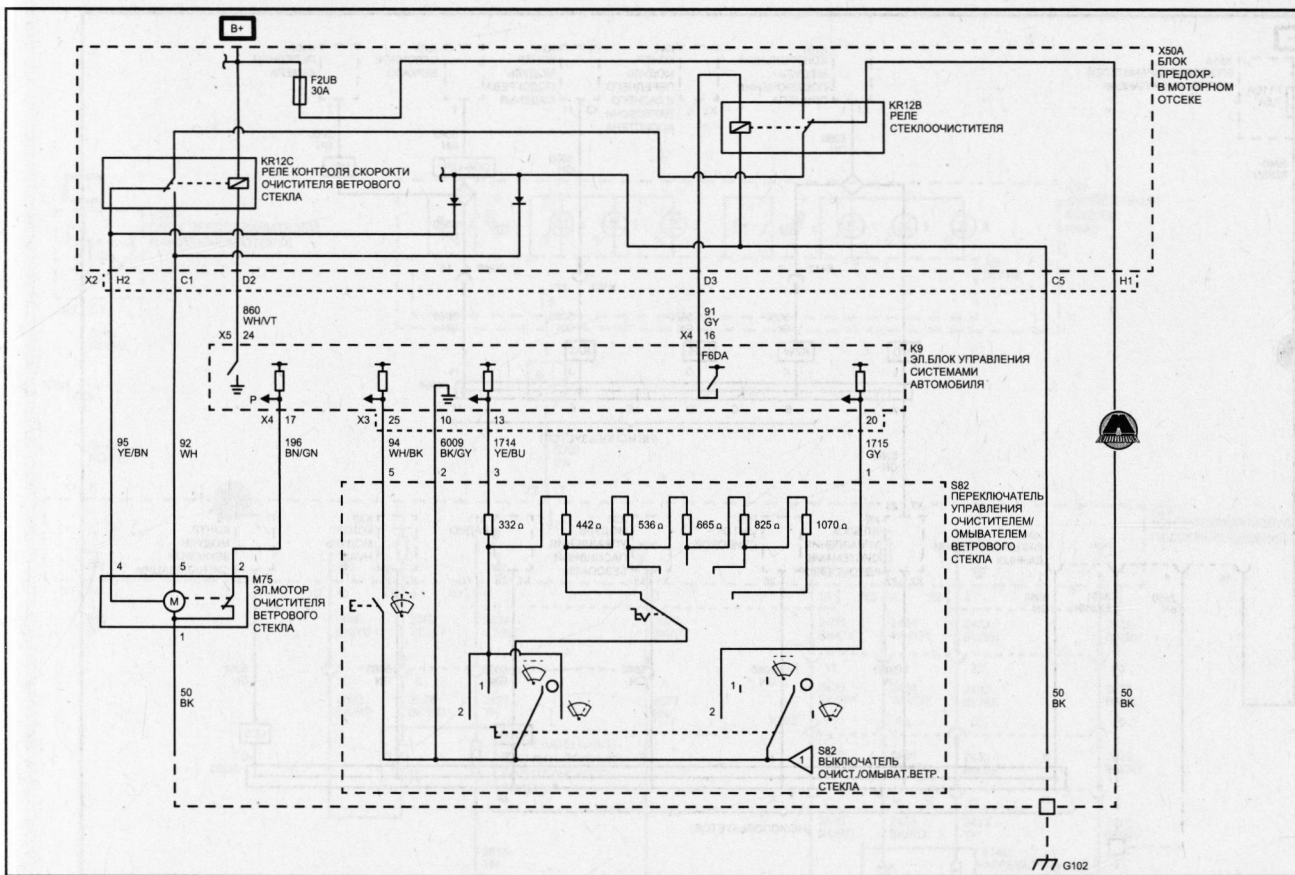 B+
X50A
БЛОК
ПРЕДОХР.
В МОТОРНОМ
ОТСЕКЕ
F2UB
30A
KR12B
РЕЛЕ
СТЕКЛООЧИСТИТЕЛЯ
KR12C
РЕЛЕ КОНТРОЛЯ СКОРОКТИ
ОЧИСТИТЕЛЯ ВЕТРОВОГО
СТЕКЛА
X2 H2 C1 D2 D3 C5 H1
860
WH/VT
91
GY
X5 24 X4 16
K9
ЭЛ.БЛОК УПРАВЛЕНИЯ
СИСТЕМАМИ
АВТОМОБИЛЯ
F6DA
P
X4 17 X3 25 10 13 20
95
YE/BN
92
WH
196
BN/GN
94
WH/BK
6009
BK/GY
1714
YE/BU
1715
GY
5 2 3 1
S82
ПЕРЕКЛЮЧАТЕЛЬ
УПРАВЛЕНИЯ
ОЧИСТИТЕЛЕМ/
ОМЫВАТЕЛЕМ
ВЕТРОВОГО
СТЕКЛА
332 Ω 442 Ω 536 Ω 665 Ω 825 Ω 1070 Ω
4 5 2
M
M75
ЭЛ.МОТОР
ОЧИСТИТЕЛЯ
ВЕТРОВОГО
СТЕКЛА
1
1 1
2 2
50
BK
50
BK
50
BK
1
S82
ВЫКЛЮЧАТЕЛЬ
ОЧИСТ./ОМЫВАТ.ВЕТР.
СТЕКЛА
G102